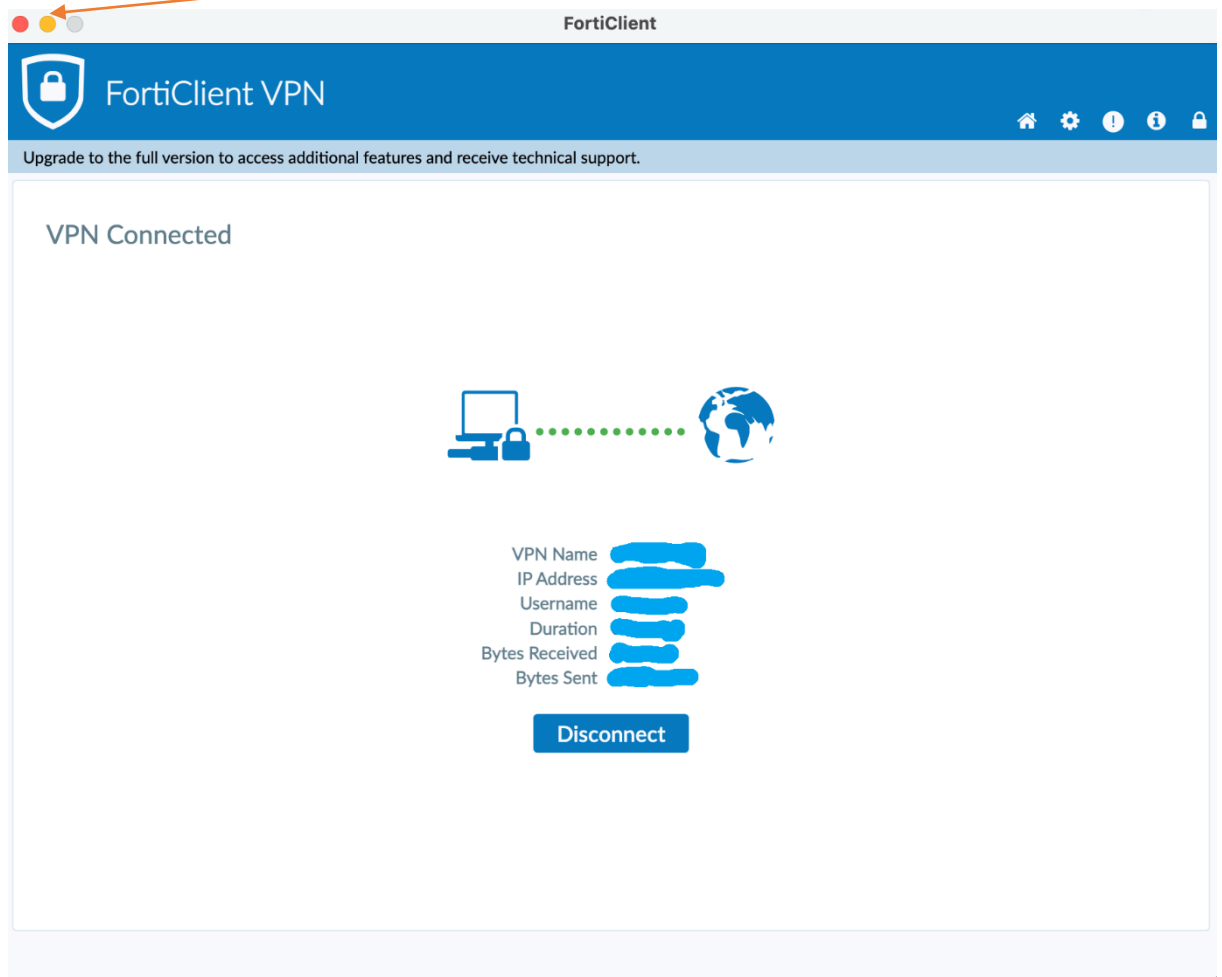 FortiClient
FortiClient VPN
Upgrade to the full version to access additional features and receive technical support.
VPN Connected
VPN Name
IP Address
Username
Duration
Bytes Received
Bytes Sent
Disconnect